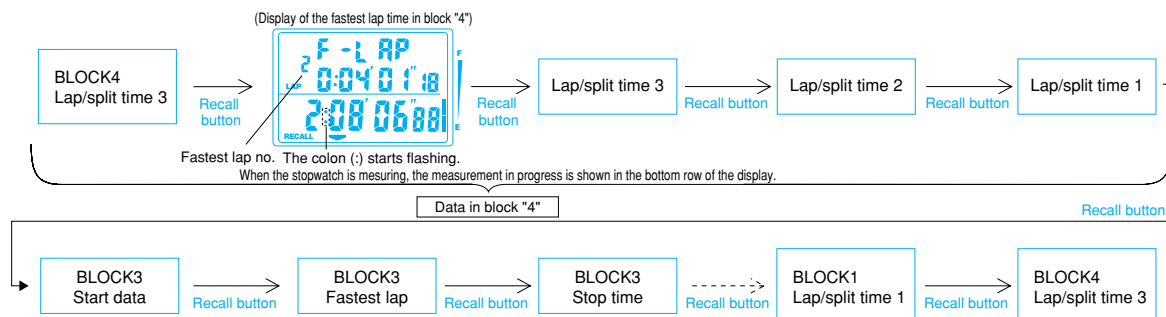 (Display of the fastest lap time in block "4")
BLOCK4
Lap/split time 3
Recall
button
F -L AP
2
LAP 0:04' 01" 18
2:08' 06" 88
RECALL
F
E
Recall
button
Lap/split time 3
Recall button
Lap/split time 2
Recall button
Lap/split time 1
Fastest lap no. The colon (:) starts flashing.
When the stopwatch is mesuring, the measurement in progress is shown in the bottom row of the display.
Data in block "4"
Recall button
BLOCK3
Start data
Recall button
BLOCK3
Fastest lap
Recall button
BLOCK3
Stop time
Recall button
BLOCK1
Lap/split time 1
Recall button
BLOCK4
Lap/split time 3